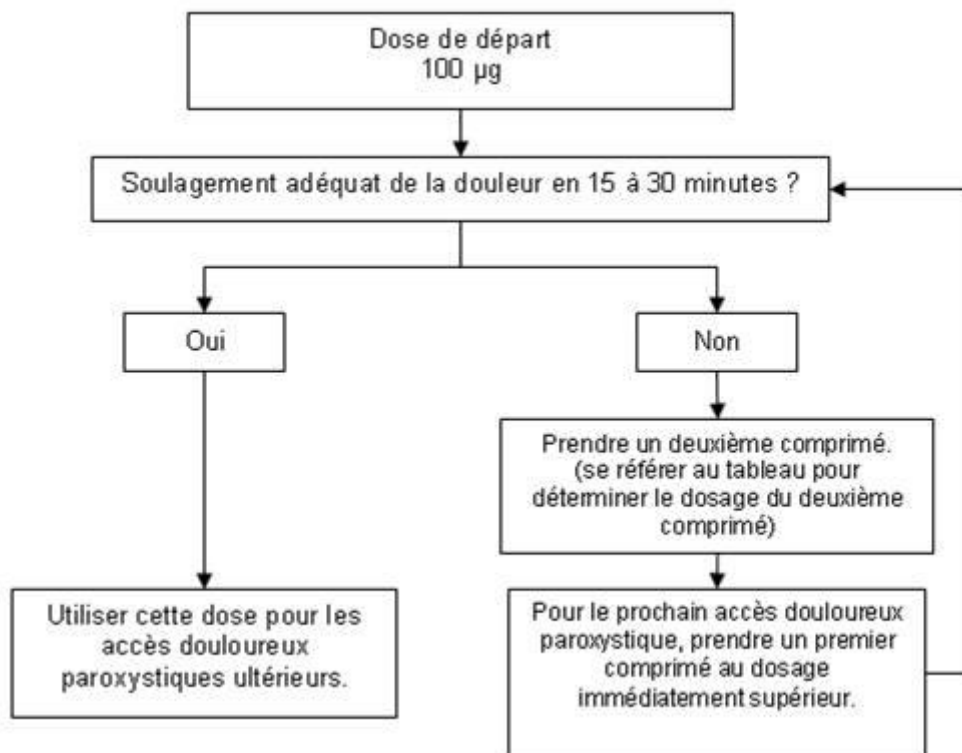 Dose de départ
100 µg
Soulagement adéquat de la douleur en 15 à 30 minutes ?
Oui
Non
Prendre un deuxième comprimé.
(se référer au tableau pour
déterminer le dosage du deuxième
comprimé)
Utiliser cette dose pour les
accès douloureux
paroxystiques ultérieurs.
Pour le prochain accès douloureux
paroxystique, prendre un premier
comprimé au dosage
immédiatement supérieur.